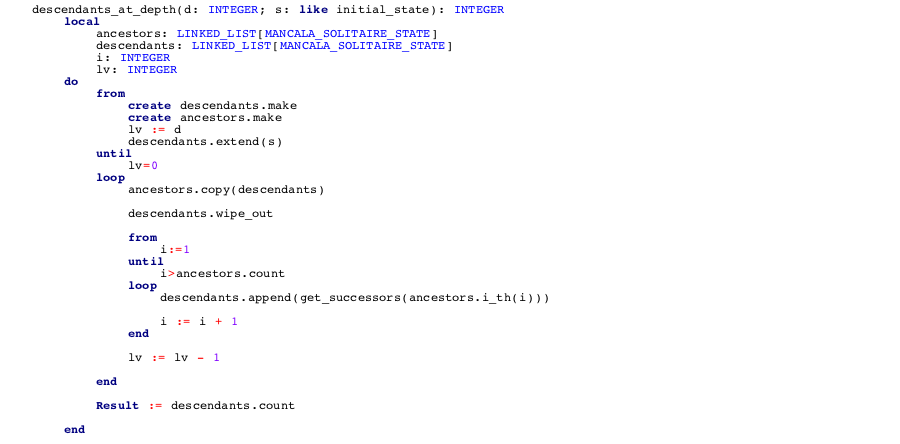 descendants_at_depth(d: INTEGER; s: like initial_state): INTEGER
local
ancestors: LINKED_LIST[MANCALA_SOLITAIRE_STATE]
descendants: LINKED_LIST[MANCALA_SOLITAIRE_STATE]
i: INTEGER
lv: INTEGER
do
from
create descendants.make
create ancestors.make
lv := d
descendants.extend(s)
until
lv=0
loop
ancestors.copy(descendants)
descendants.wipe_out
from
i:=1
until
i>ancestors.count
loop
descendants.append(get_successors(ancestors.i_th(i)))
i := i + 1
end
lv := lv - 1
end
Result := descendants.count
end